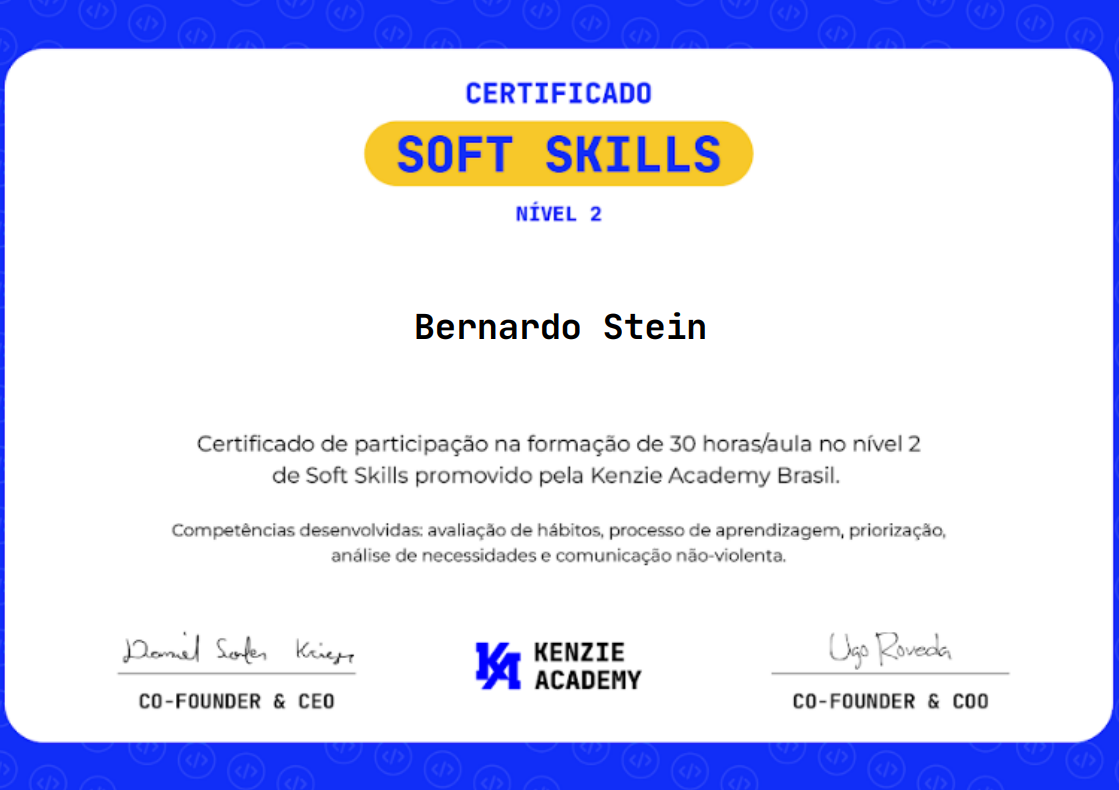 CERTIFICADO
SOFT SKILLS
NÍVEL 2
Bernardo Stein
Certificado de participação na formação de 30 horas/aula no nível 2
de Soft Skills promovido pela Kenzie Academy Brasil.
Competências desenvolvidas: avaliação de hábitos, processo de aprendizagem, priorização,
análise de necessidades e comunicação não-violenta.
Daniel
CO-FOUNDER & CEO
KA KENZIE
ACADEMY
Ugo Roveda
CO-FOUNDER & COO